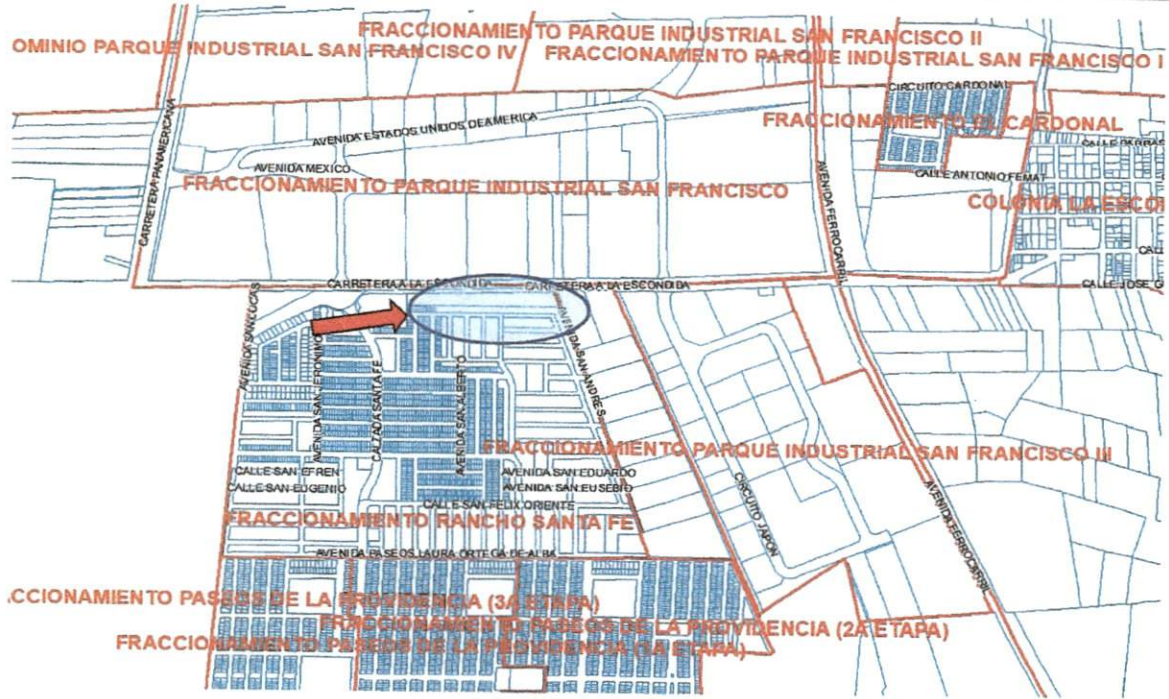 FRACCIONAMIENTO PARQUE INDUSTRIAL SAN FRANCISCO II
OMINIO PARQUE INDUSTRIAL SAN FRANCISCO IV
FRACCIONAMIENTO PARQUE INDUSTRIAL SAN FRANCISCO I
CIRCUITO CARDONAL
AVENIDA ESTADOS UNIDOS DE AMERICA
FRACCIONAMIENTO EL CARDONAL
AVENIDA MEXICO
CALLE ANTONIO FEMAT
FRACCIONAMIENTO PARQUE INDUSTRIAL SAN FRANCISCO
COLONIA LA ESCO
CARRETERA PANAMERICANA
AVENIDA FERROCARRIL
CALL
CARRETERA A LA ESCONDIDA
CARRETERA A LA ESCONDIDA
CALLE JOSE
AVENIDA SAN LUCAS
AVENIDA SAN JERONIMO
CALZADA SANTA FE
AVENIDA SAN ALBERTO
AVENIDA SAN ANDRES
FRACCIONAMIENTO PARQUE INDUSTRIAL SAN FRANCISCO III
CALLE SAN EFREN
AVENIDA SAN EDUARDO
CALLE SAN EUGENIO
AVENIDA SAN EUSEBIO
CALLE SAN FELIX ORIENTE
CIRCUITO JAPON
AVENIDA FERROCARRIL
FRACCIONAMIENTO RANCHO SANTA FE
AVENIDA PASEOS LAURA ORTEGA DE ALBA
CCIONAMIENTO PASEOS DE LA PROVIDENCIA (3A ETAPA)
FRACCIONAMIENTO PASEOS DE LA PROVIDENCIA (2A ETAPA)
FRACCIONAMIENTO PASEOS DE LA PROVIDENCIA